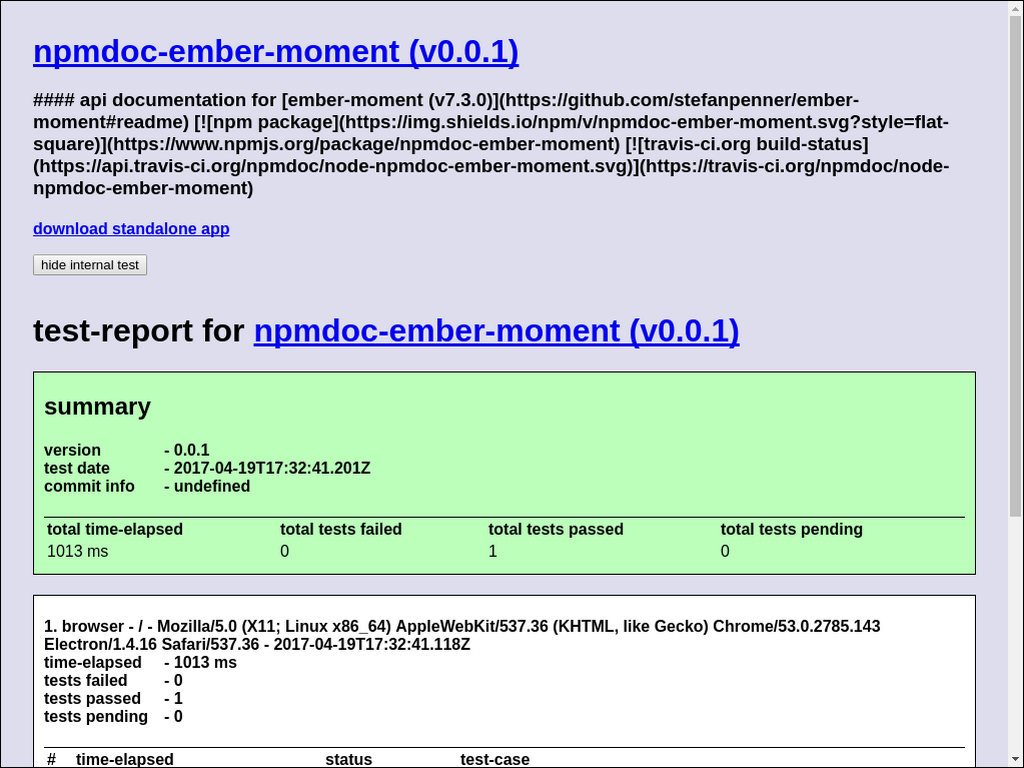 npmdoc-ember-moment (v0.0.1)
#### api documentation for [ember-moment (v7.3.0)](https://github.com/stefanpenner/ember-
moment#readme) [![npm package](https://img.shields.io/npm/v/npmdoc-ember-moment.svg?style=flat-
square)](https://www.npmjs.org/package/npmdoc-ember-moment) [![travis-ci.org build-status]
(https://api.travis-ci.org/npmdoc/node-npmdoc-ember-moment.svg)](https://travis-ci.org/npmdoc/node-
npmdoc-ember-moment)
download standalone app
hide internal test
test-report for npmdoc-ember-moment (v0.0.1)
summary
version - 0.0.1
test date - 2017-04-19T17:32:41.201Z
commit info - undefined
total time-elapsed total tests failed total tests passed total tests pending
1013 ms 0 1 0
1. browser - / - Mozilla/5.0 (X11; Linux x86_64) AppleWebKit/537.36 (KHTML, like Gecko) Chrome/53.0.2785.143
Electron/1.4.16 Safari/537.36 - 2017-04-19T17:32:41.118Z
time-elapsed - 1013 ms
tests failed - 0
tests passed - 1
tests pending - 0
# time-elapsed status test-case